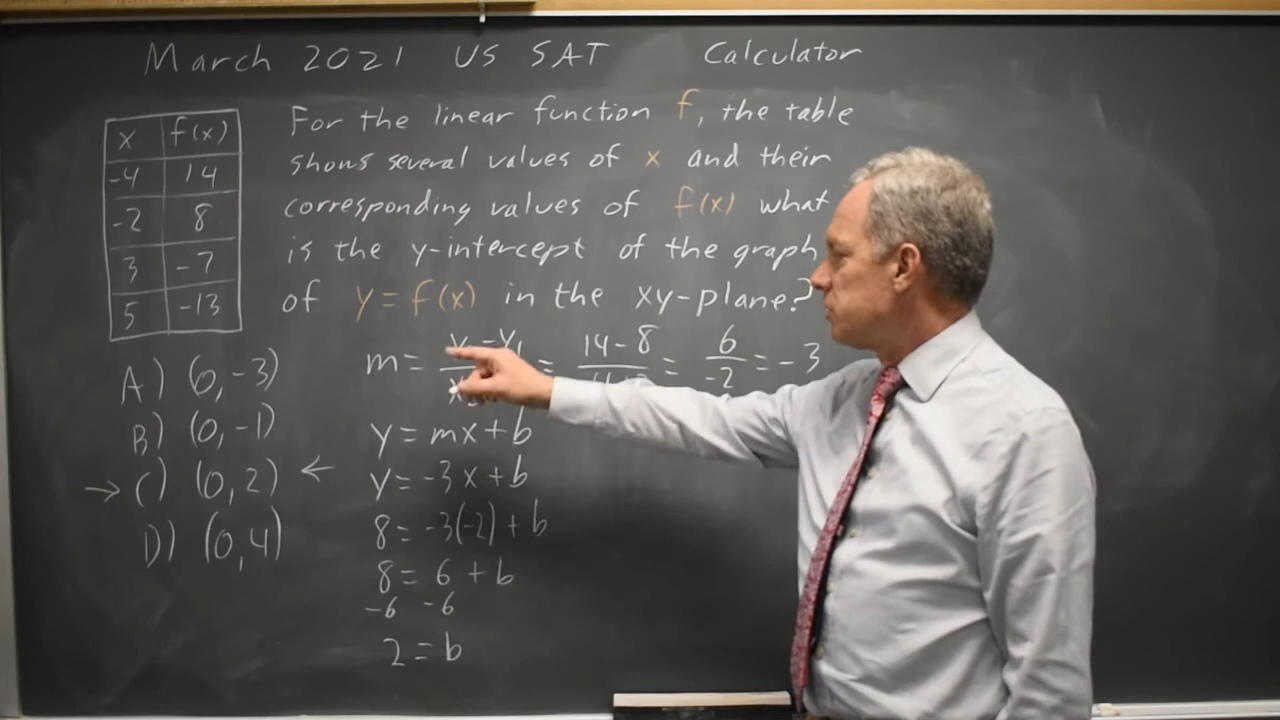 March 2021 US SAT Calculator
x f(x)
-4 14
-2 8
3 -7
5 -13
For the linear function f, the table
shows several values of x and their
corresponding values of f(x) what
is the y-intercept of the graph
of y = f(x) in the xy-plane?
A) (0, -3)
B) (0, -1)
→ C) (0, 2) ←
D) (0, 4)
m = = 14 - 8 = 6/-2 = -3
y = mx + b
y = -3x + b
8 = -3(-2) + b
8 = 6 + b
-6 -6
2 = b